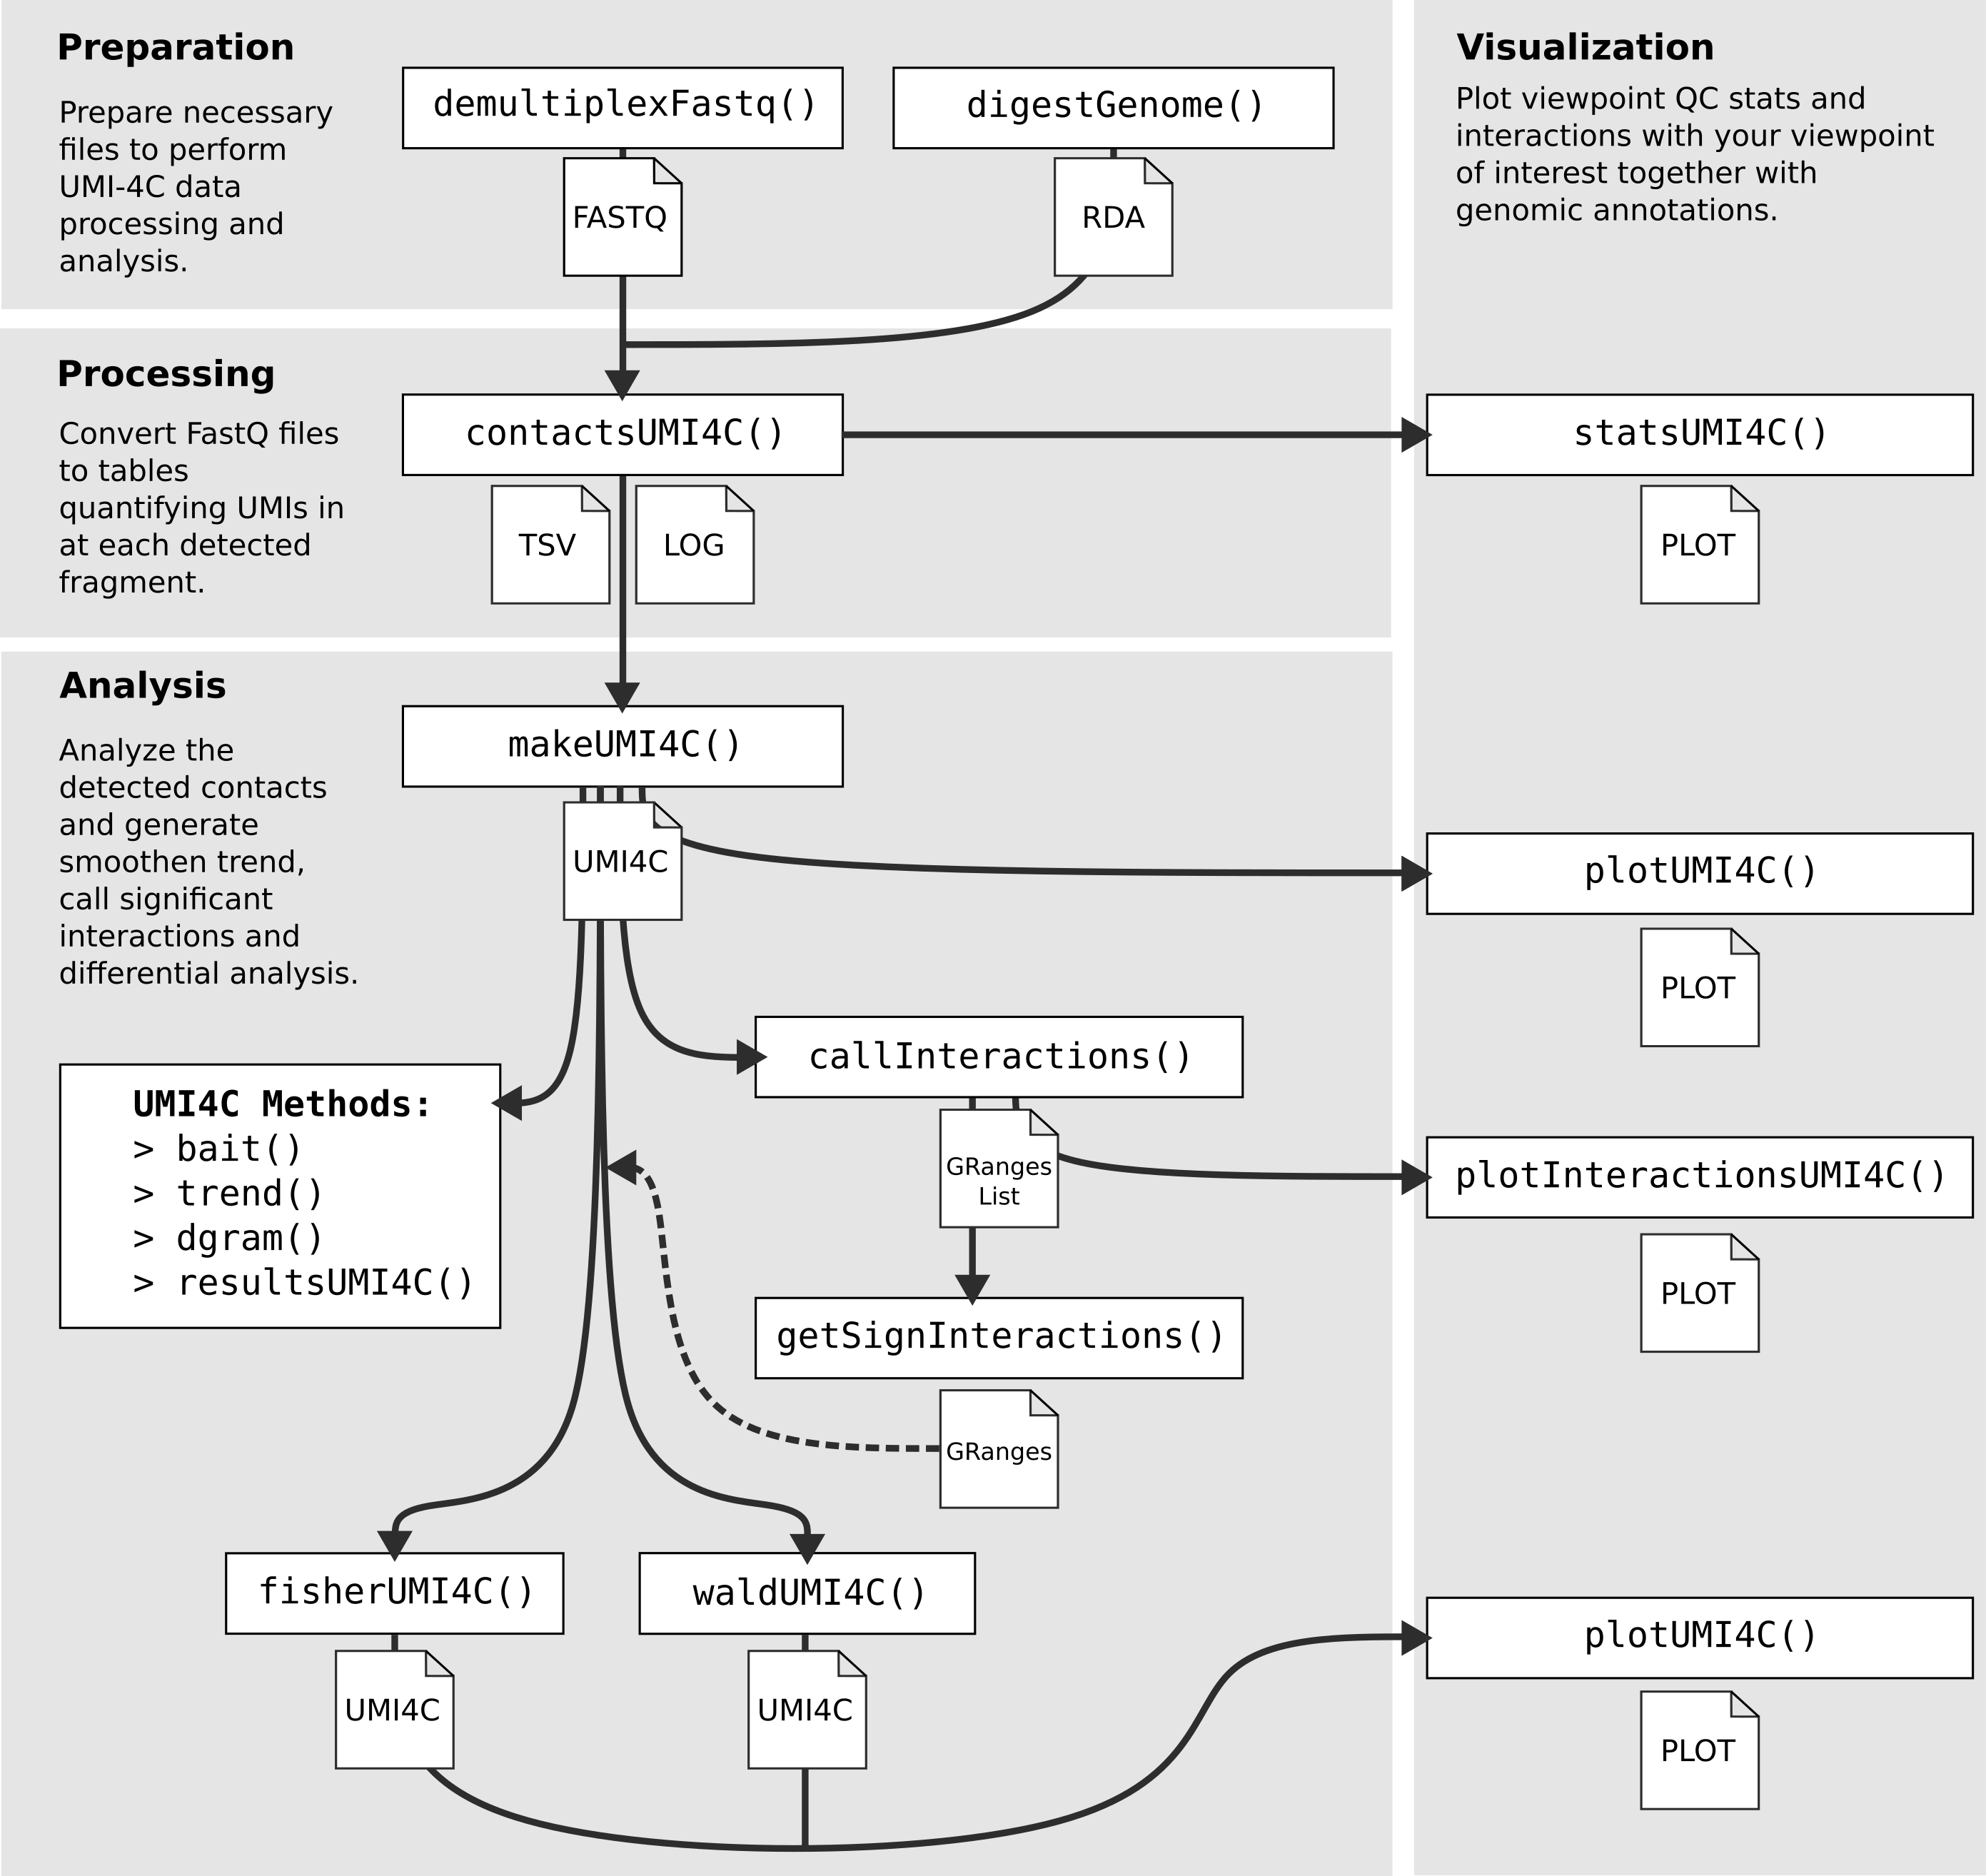 Preparation
Prepare necessary
files to perform
UMI-4C data
processing and
analysis.
demultiplexFastq()
FASTQ
digestGenome()
RDA
Visualization
Plot viewpoint QC stats and
interactions with your viewpoint
of interest together with
genomic annotations.
Processing
Convert FastQ files
to tables
quantifying UMIs in
at each detected
fragment.
contactsUMI4C()
TSV
LOG
statsUMI4C()
PLOT
Analysis
Analyze the
detected contacts
and generate
smoothen trend,
call significant
interactions and
differential analysis.
makeUMI4C()
UMI4C
plotUMI4C()
PLOT
UMI4C Methods:
> bait()
> trend()
> dgram()
> resultsUMI4C()
callInteractions()
GRanges
List
plotInteractionsUMI4C()
PLOT
getSignInteractions()
GRanges
fisherUMI4C()
UMI4C
waldUMI4C()
UMI4C
plotUMI4C()
PLOT